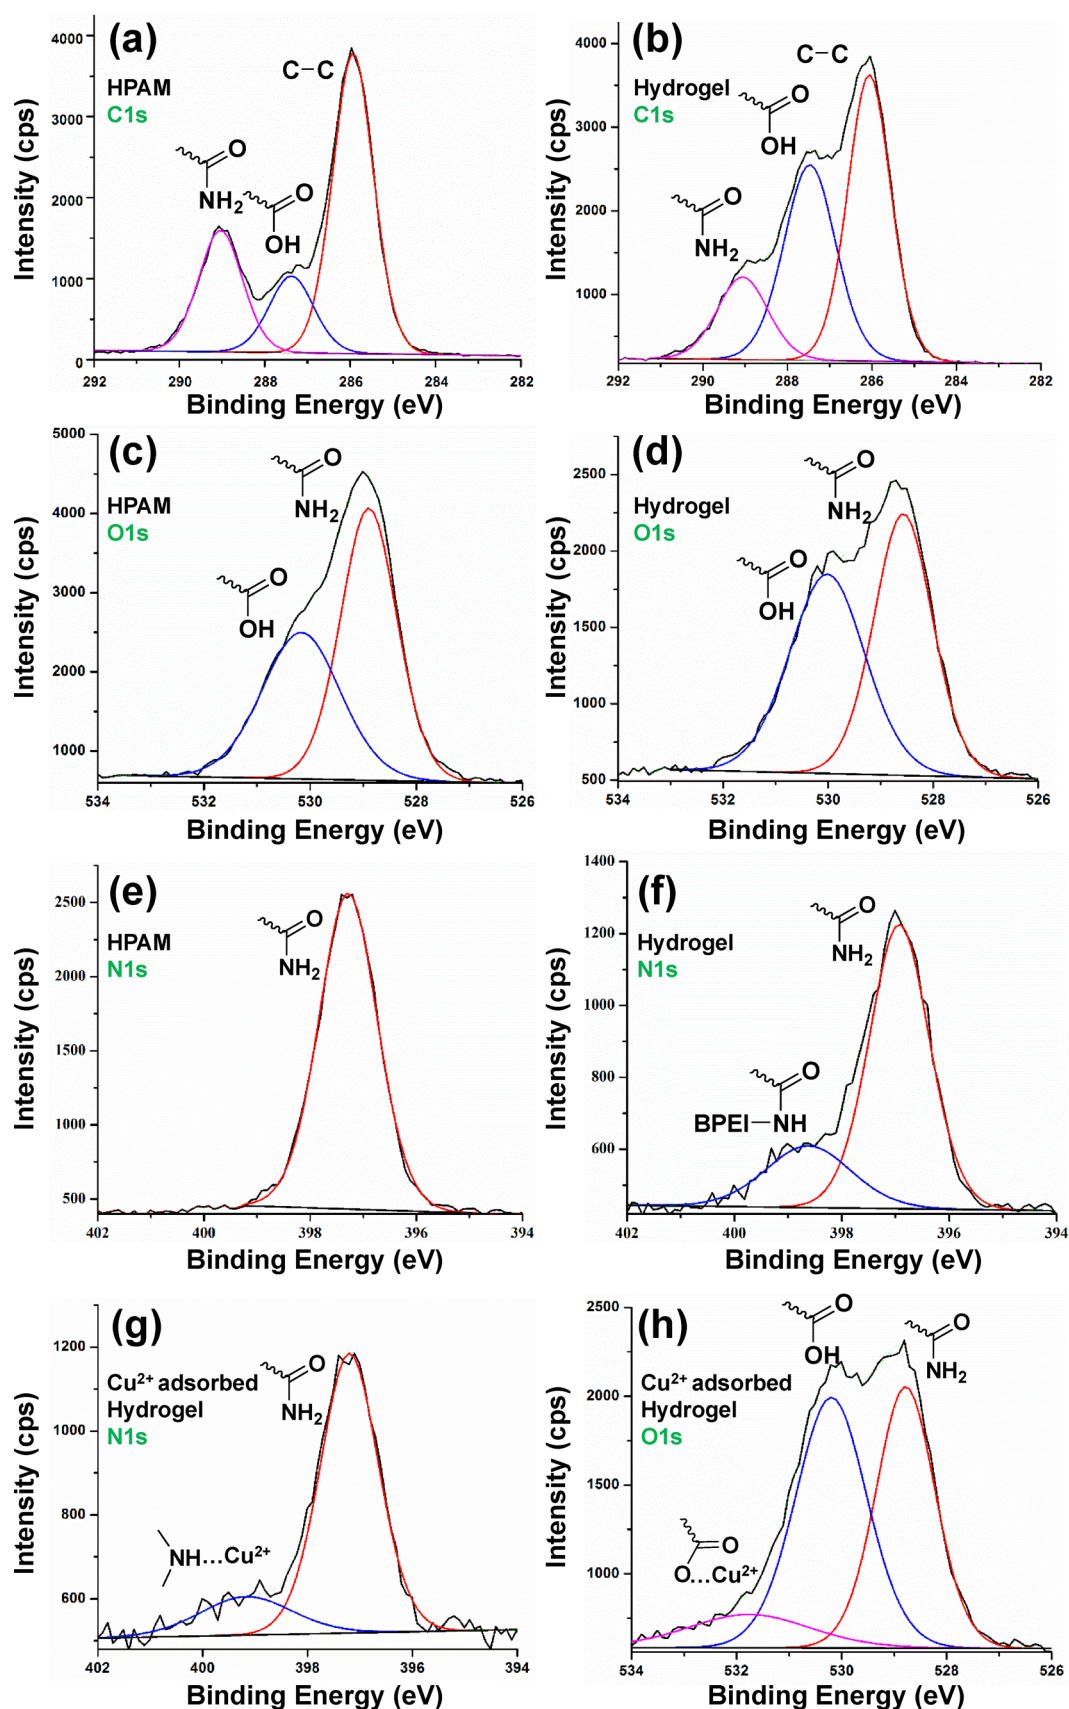 (a)
HPAM
C1s
C–C
O
NH2
O
OH
4000
3000
2000
1000
0
292 290 288 286 284 282
Intensity (cps)
Binding Energy (eV)
(b)
Hydrogel
C1s
C–C
O
OH
O
NH2
4000
3000
2000
1000
292 290 288 286 284 282
Intensity (cps)
Binding Energy (eV)
(c)
HPAM
O1s
O
NH2
O
OH
5000
4000
3000
2000
1000
534 532 530 528 526
Intensity (cps)
Binding Energy (eV)
(d)
Hydrogel
O1s
O
NH2
O
OH
2500
2000
1500
1000
500
534 532 530 528 526
Intensity (cps)
Binding Energy (eV)
(e)
HPAM
N1s
O
NH2
2500
2000
1500
1000
500
402 400 398 396 394
Intensity (cps)
Binding Energy (eV)
(f)
Hydrogel
N1s
O
NH2
O
BPEI–NH
1400
1200
1000
800
600
402 400 398 396 394
Intensity (cps)
Binding Energy (eV)
(g)
Cu2+ adsorbed
Hydrogel
N1s
O
NH2
NH...Cu2+
1200
1000
800
600
402 400 398 396 394
Intensity (cps)
Binding Energy (eV)
(h)
Cu2+ adsorbed
Hydrogel
O1s
O
OH
O
NH2
O
O...Cu2+
2500
2000
1500
1000
534 532 530 528 526
Intensity (cps)
Binding Energy (eV)